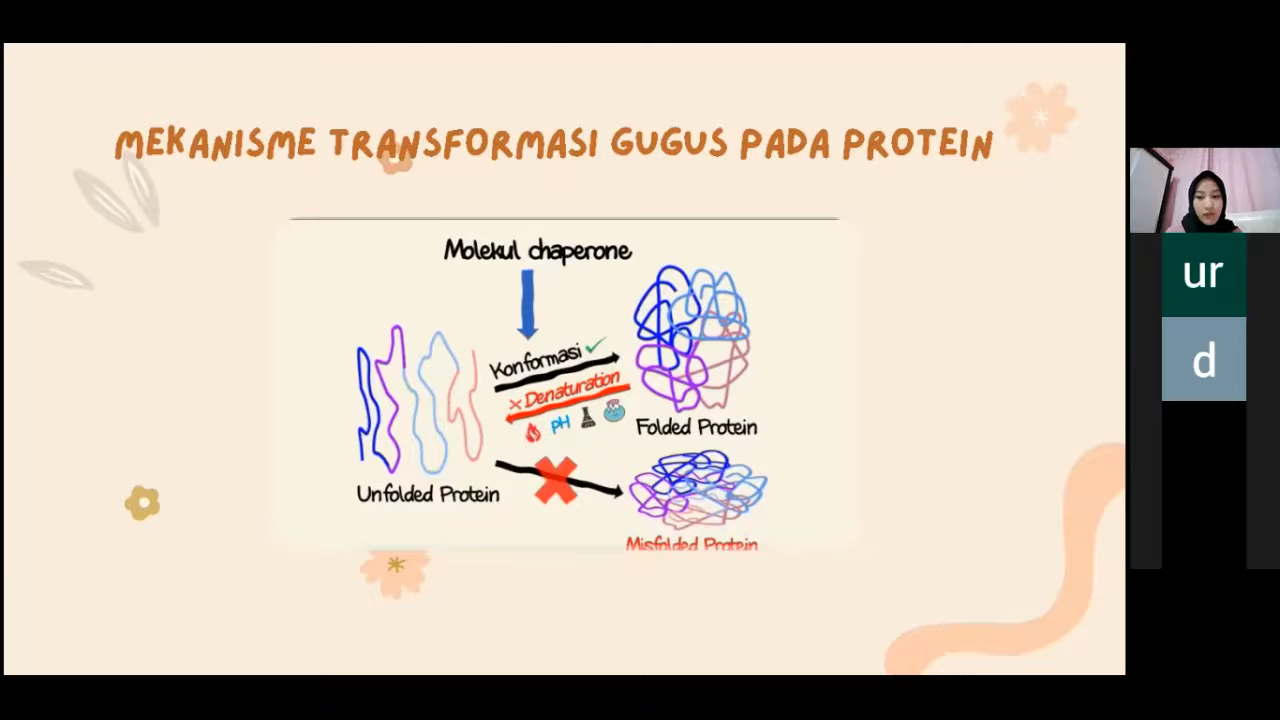 MEKANISME TRANSFORMASI GUGUS PADA PROTEIN
Molekul chaperone
Konformasi
Denaturation
pH
Folded Protein
Unfolded Protein
Misfolded Protein
ur
d